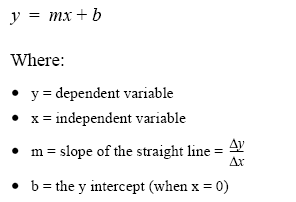 y = mx + b
Where:
• y = dependent variable
• x = independent variable
• m = slope of the straight line = Δy/Δx
• b = the y intercept (when x = 0)